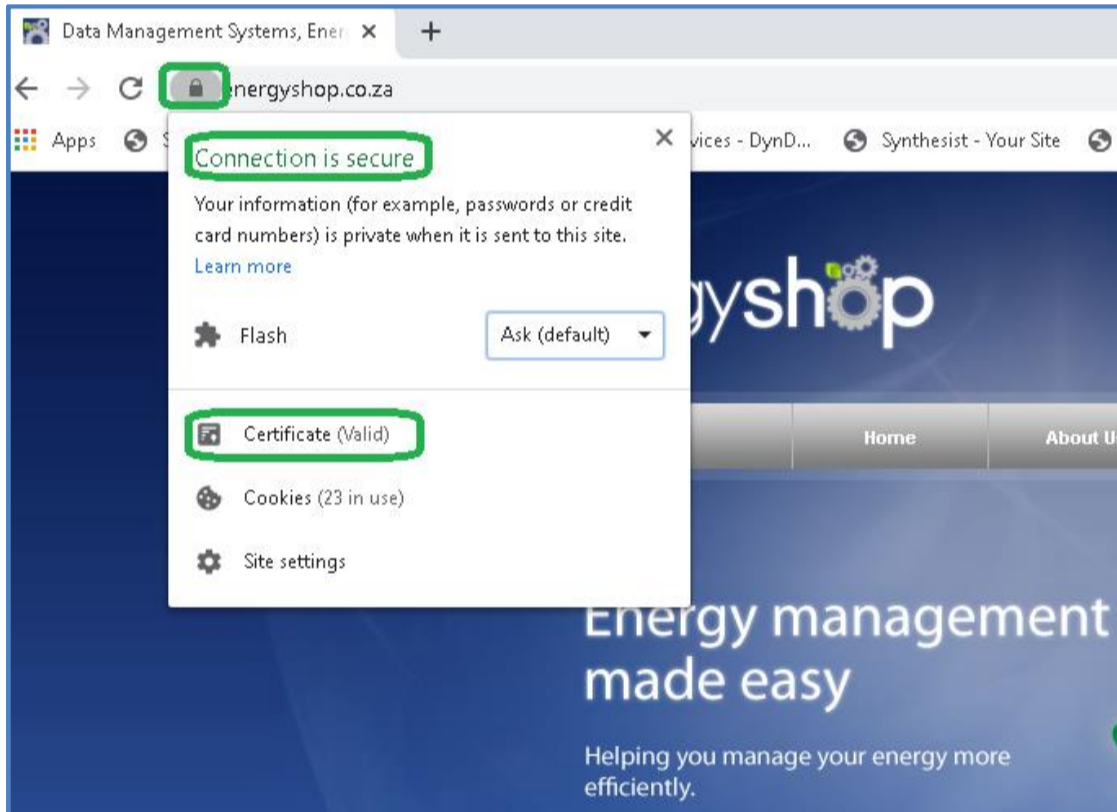 Data Management Systems, Ener
energyshop.co.za
Apps
vices - DynD...
Synthesist - Your Site
Connection is secure
Your information (for example, passwords or credit
card numbers) is private when it is sent to this site.
Learn more
Flash
Ask (default)
Certificate (Valid)
Cookies (23 in use)
Site settings
gyshop
Home
About U
Energy management
made easy
Helping you manage your energy more
efficiently.